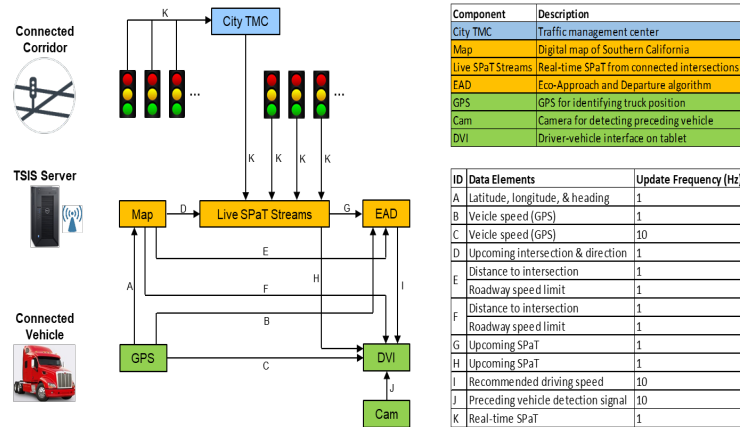 Connected
Corridor
K
City TMC
...
...
K
K
K
K
TSIS Server
Map
D
Live SPaT Streams
G
EAD
E
A
F
H
I
B
Connected
Vehicle
GPS
C
DVI
J
Cam
Component Description
City TMC Traffic management center
Map Digital map of Southern California
Live SPaT Streams Real-time SPaT from connected intersections
EAD Eco-Approach and Departure algorithm
GPS GPS for identifying truck position
Cam Camera for detecting preceding vehicle
DVI Driver-vehicle interface on tablet
ID Data Elements Update Frequency (Hz)
A Latitude, longitude, & heading 1
B Veicle speed (GPS) 1
C Veicle speed (GPS) 10
D Upcoming intersection & direction 1
E Distance to intersection 1
Roadway speed limit 1
F Distance to intersection 1
Roadway speed limit 1
G Upcoming SPaT 1
H Upcoming SPaT 1
I Recommended driving speed 10
J Preceding vehicle detection signal 10
K Real-time SPaT 1